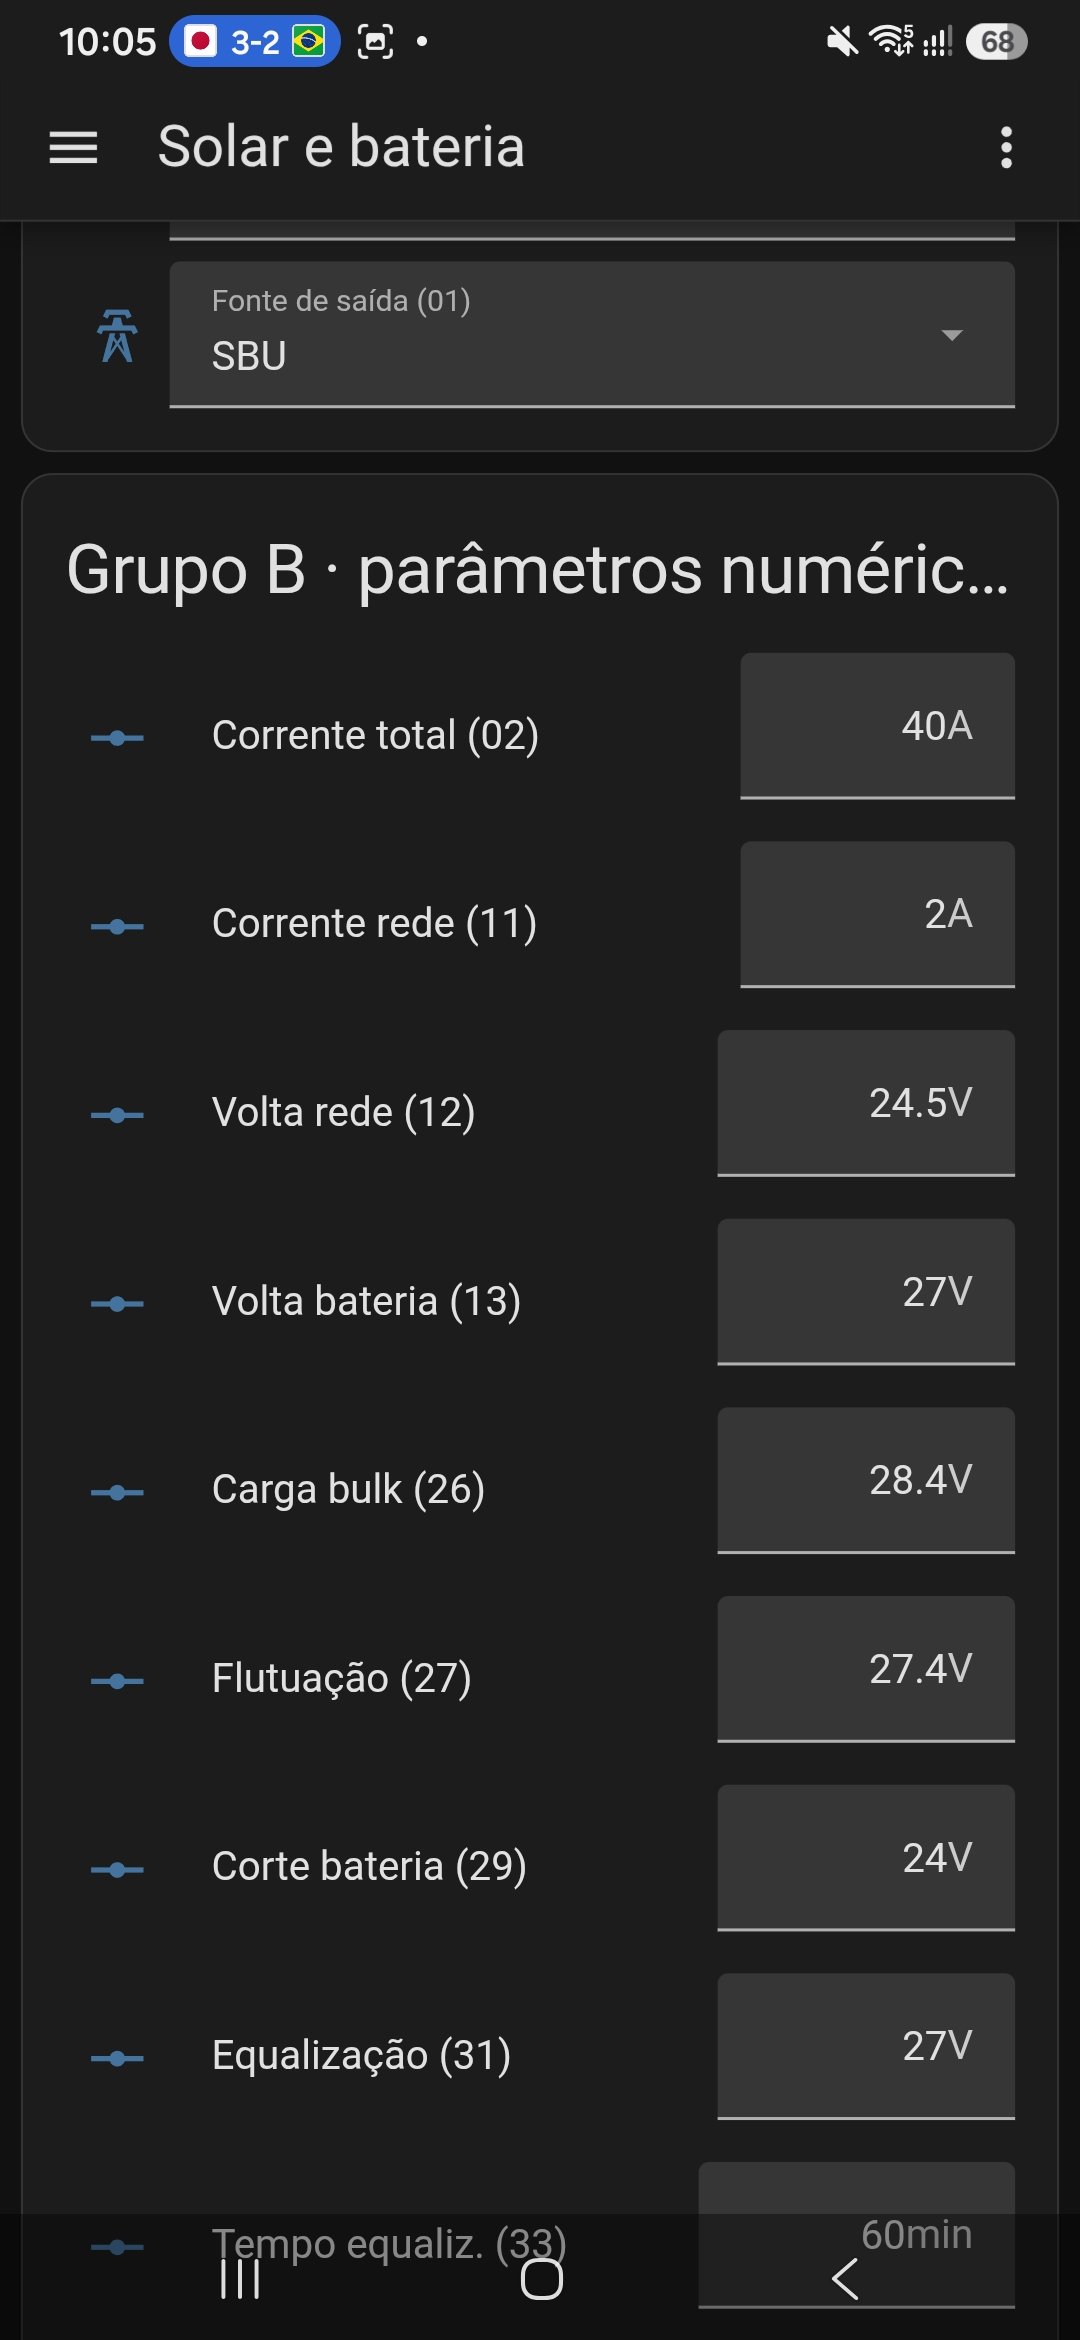 10:05 3-2 5 68
Solar e bateria
Fonte de saída (01)
SBU
Grupo B · parâmetros numéric...
Corrente total (02) 40A
Corrente rede (11) 2A
Volta rede (12) 24.5V
Volta bateria (13) 27V
Carga bulk (26) 28.4V
Flutuação (27) 27.4V
Corte bateria (29) 24V
Equalização (31) 27V
Tempo equaliz. (33) 60min